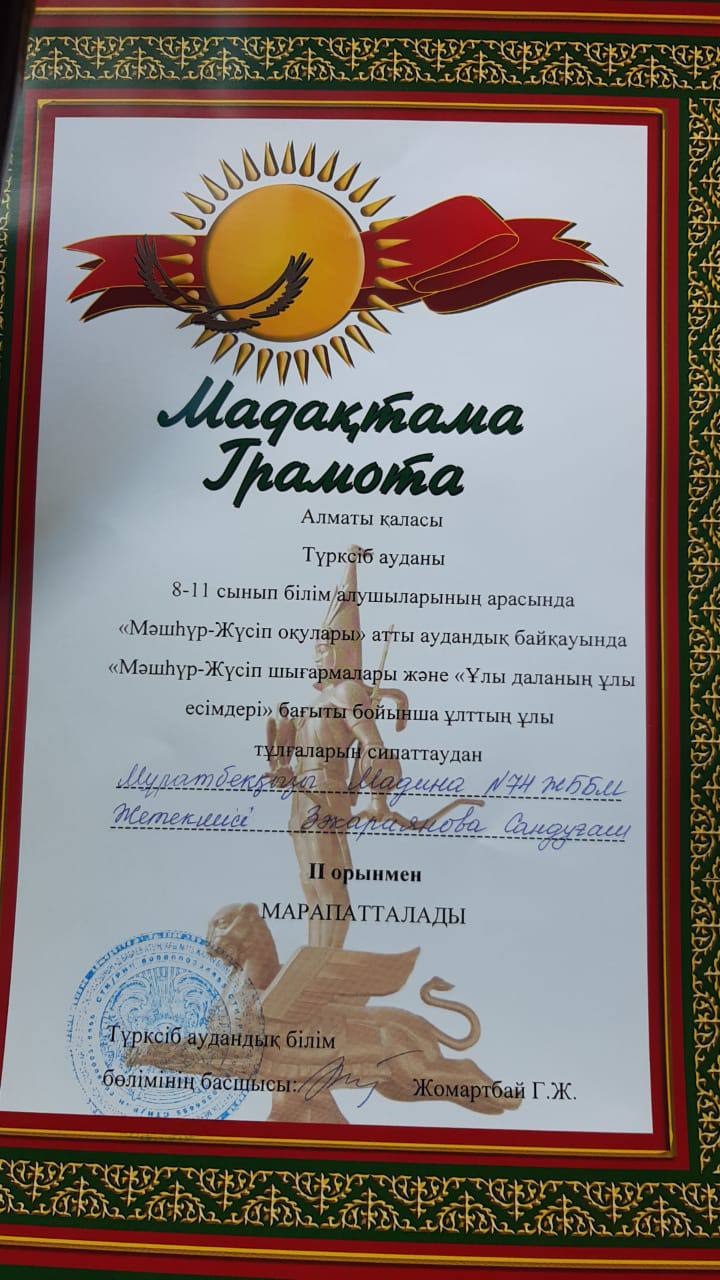 Мадақтама
Грамота
Алматы қаласы
Түрксіб ауданы
8-11 сынып білім алушыларының арасында
«Мәшһүр-Жүсіп оқулары» атты аудандық байқауында
«Мәшһүр-Жүсіп шығармалары және «Ұлы даланың ұлы
есімдері» бағыты бойынша ұлттың ұлы
тұлғаларын сипаттаудан
Муратбекқызы Мадина N74 ЖББМ
Жетекшісі Сандуғаш
II орынмен
МАРАПАТТАЛАДЫ
Түрксіб аудандық білім
бөлімінің басшысы: Жомартбай Г.Ж.